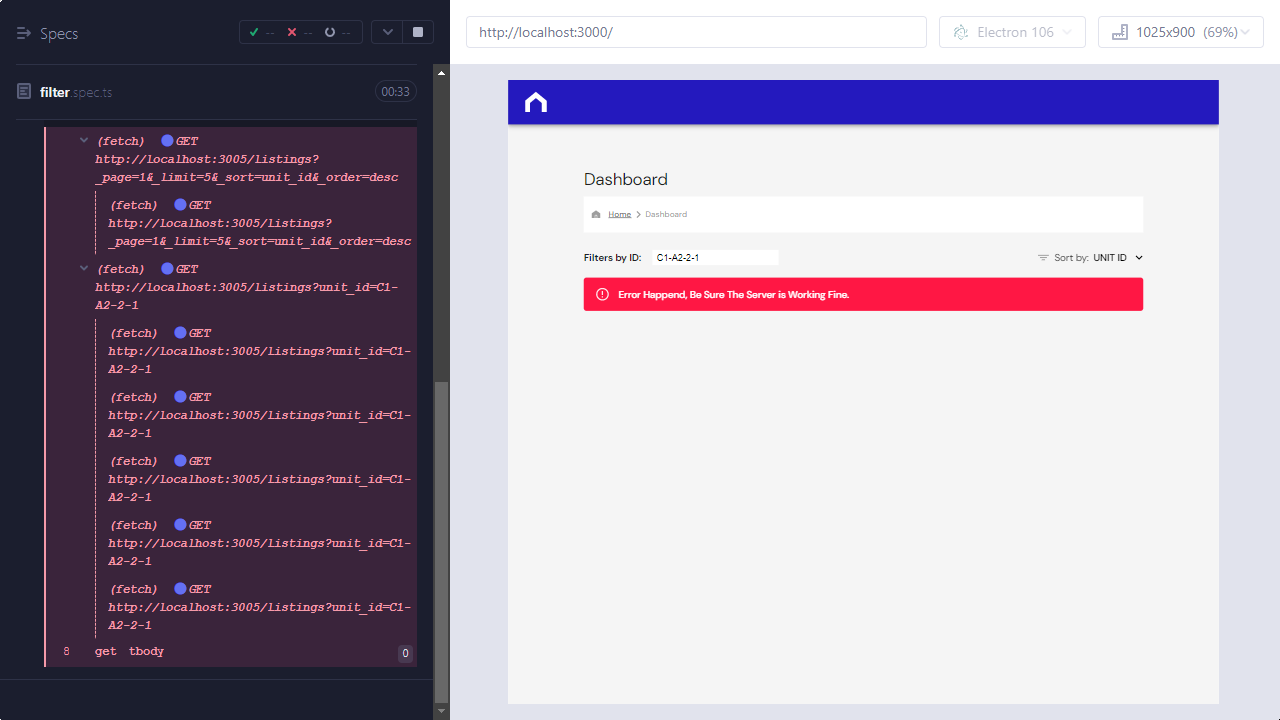 Specs
-- -- --
filter.spec.ts 00:33
(fetch) GET
http://localhost:3005/listings?
_page=1&_limit=5&_sort=unit_id&_order=desc
(fetch) GET
http://localhost:3005/listings?
_page=1&_limit=5&_sort=unit_id&_order=desc
(fetch) GET
http://localhost:3005/listings?unit_id=C1-
A2-2-1
(fetch) GET
http://localhost:3005/listings?unit_id=C1-
A2-2-1
(fetch) GET
http://localhost:3005/listings?unit_id=C1-
A2-2-1
(fetch) GET
http://localhost:3005/listings?unit_id=C1-
A2-2-1
(fetch) GET
http://localhost:3005/listings?unit_id=C1-
A2-2-1
(fetch) GET
http://localhost:3005/listings?unit_id=C1-
A2-2-1
8 get tbody 0
http://localhost:3000/ Electron 106 1025x900 (69%)
Dashboard
Home Dashboard
Filters by ID: C1-A2-2-1 Sort by: UNIT ID
Error Happend, Be Sure The Server is Working Fine.